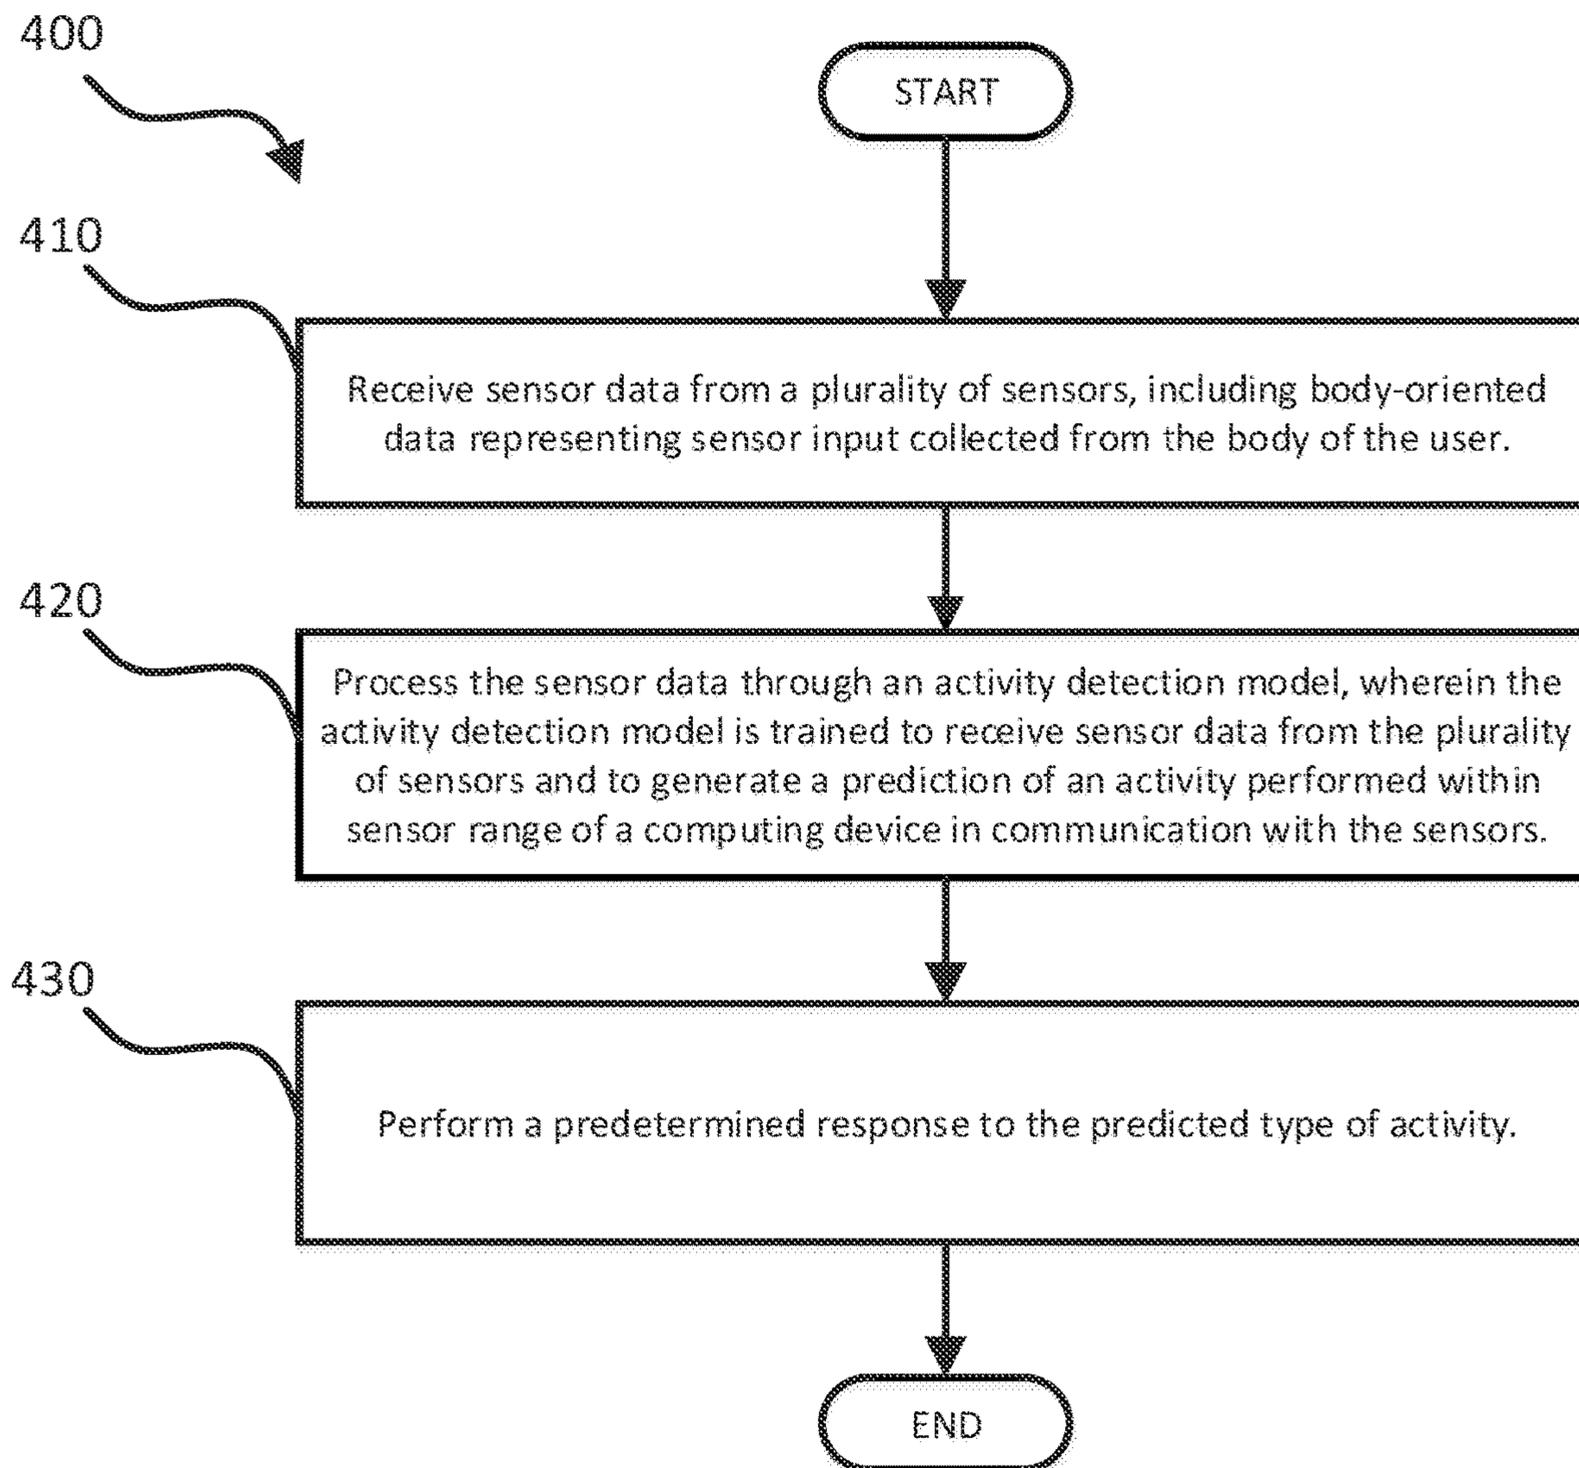 400
START
410
Receive sensor data from a plurality of sensors, including body-oriented
data representing sensor input collected from the body of the user.
420
Process the sensor data through an activity detection model, wherein the
activity detection model is trained to receive sensor data from the plurality
of sensors and to generate a prediction of an activity performed within
sensor range of a computing device in communication with the sensors.
430
Perform a predetermined response to the predicted type of activity.
END